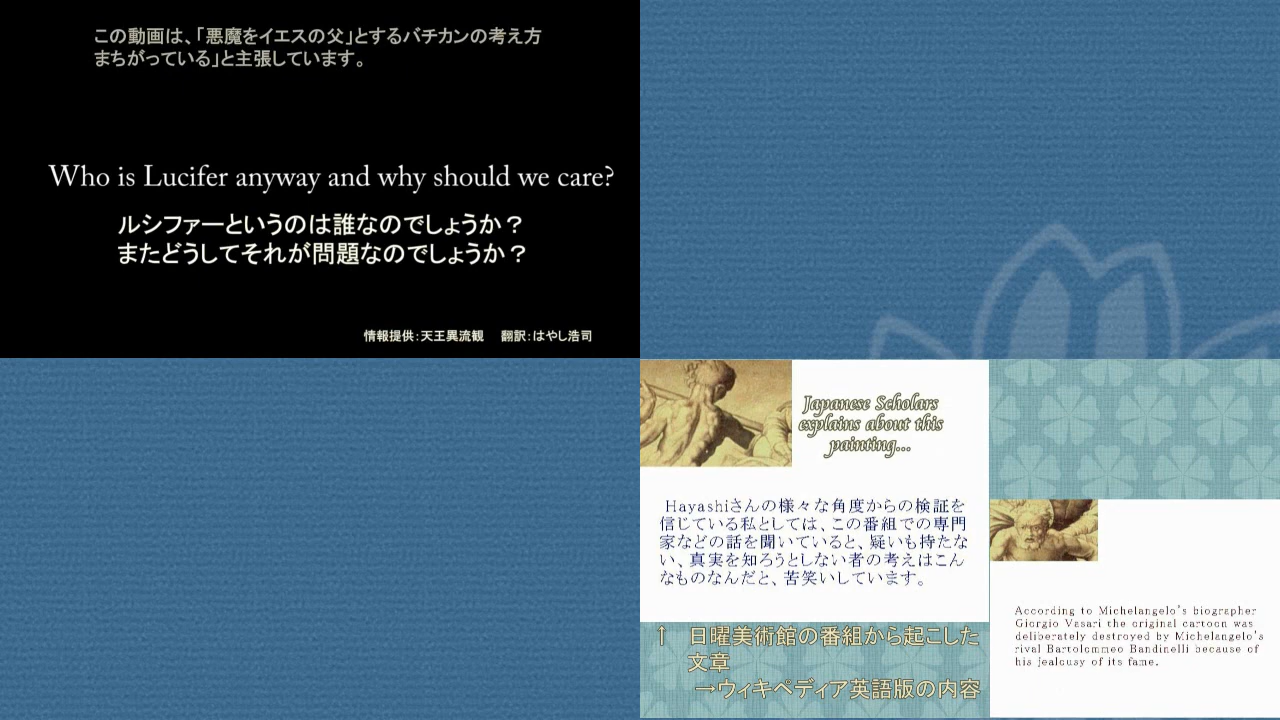 この動画は、「悪魔をイエスの父」とするバチカンの考え方
まちがっている」と主張しています。
Who is Lucifer anyway and why should we care?
ルシファーというのは誰なのでしょうか？
またどうしてそれが問題なのでしょうか？
情報提供：天王異流観　翻訳：はやし浩司
Japanese Scholars
explains about this
painting...
Hayashiさんの様々な角度からの検証を
信じている私としては、この番組での専門
家などの話を聞いていると、疑いも持たな
い、真実を知ろうとしない者の考えはこん
なものなんだと、苦笑いしています。
↑　日曜美術館の番組から起こした
文章
→ウィキペディア英語版の内容
According to Michelangelo's biographer
Giorgio Vasari the original cartoon was
deliberately destroyed by Michelangelo's
rival Bartolommeo Bandinelli because of
his jealousy of its fame.